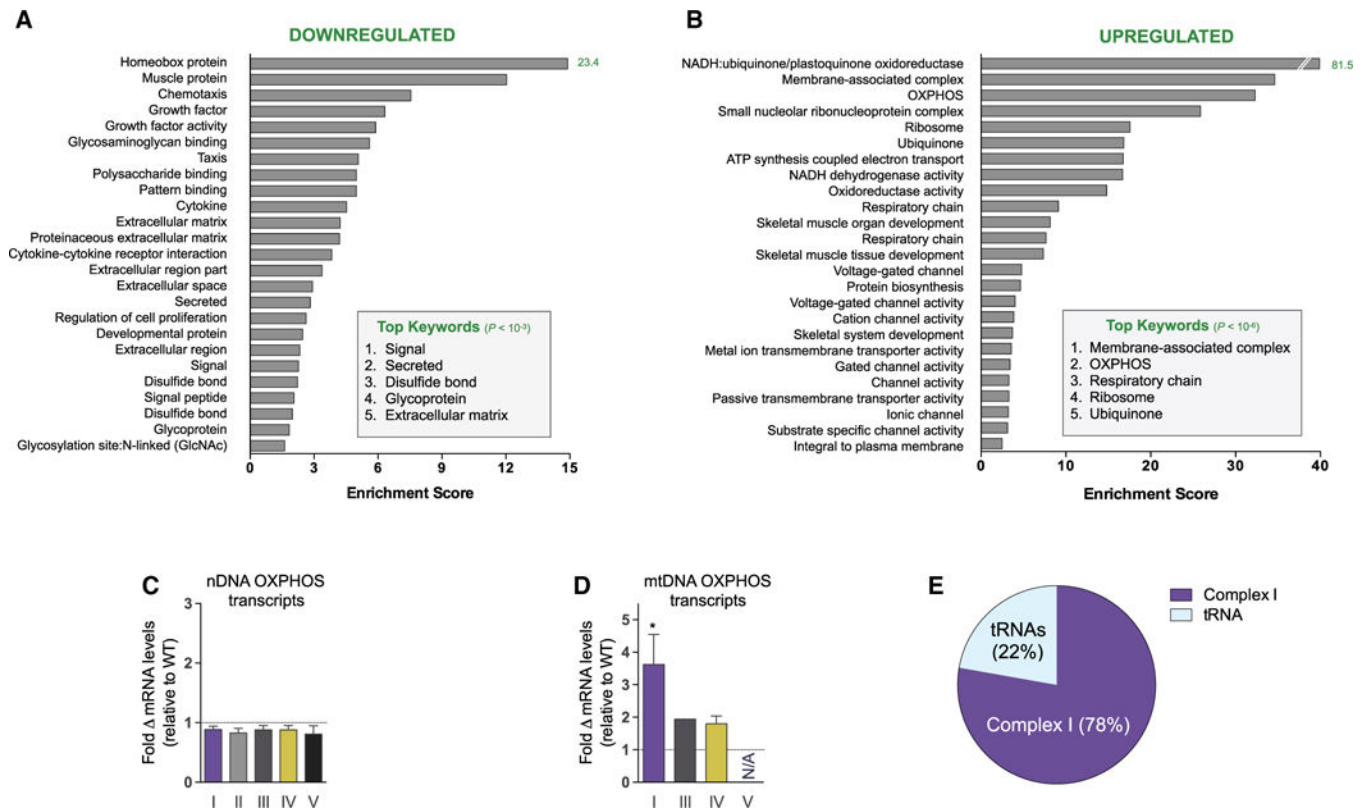 A
DOWNREGULATED
Homeobox protein
23.4
Muscle protein
Chemotaxis
Growth factor
Growth factor activity
Glycosaminoglycan binding
Taxis
Polysaccharide binding
Pattern binding
Cytokine
Extracellular matrix
Proteinaceous extracellular matrix
Cytokine-cytokine receptor interaction
Extracellular region part
Extracellular space
Secreted
Regulation of cell proliferation
Developmental protein
Extracellular region
Signal
Disulfide bond
Signal peptide
Disulfide bond
Glycoprotein
Glycosylation site:N-linked (GlcNAc)
Top Keywords (P < 10-3)
1. Signal
2. Secreted
3. Disulfide bond
4. Glycoprotein
5. Extracellular matrix
0 3 6 9 12 15
Enrichment Score
B
UPREGULATED
NADH:ubiquinone/plastoquinone oxidoreductase
81.5
Membrane-associated complex
OXPHOS
Small nucleolar ribonucleoprotein complex
Ribosome
Ubiquinone
ATP synthesis coupled electron transport
NADH dehydrogenase activity
Oxidoreductase activity
Respiratory chain
Skeletal muscle organ development
Respiratory chain
Skeletal muscle tissue development
Voltage-gated channel
Protein biosynthesis
Voltage-gated channel activity
Cation channel activity
Skeletal system development
Metal ion transmembrane transporter activity
Gated channel activity
Channel activity
Passive transmembrane transporter activity
Ionic channel
Substrate specific channel activity
Integral to plasma membrane
Top Keywords (P < 10-6)
1. Membrane-associated complex
2. OXPHOS
3. Respiratory chain
4. Ribosome
5. Ubiquinone
0 10 20 30 40
Enrichment Score
C
nDNA OXPHOS
transcripts
Fold Δ mRNA levels
(relative to WT)
3
2
1
0
I II III IV V
D
mtDNA OXPHOS
transcripts
Fold Δ mRNA levels
(relative to WT)
5
4
3
2
1
0
*
N/A
I III IV V
E
Complex I
tRNA
tRNAs
(22%)
Complex I (78%)